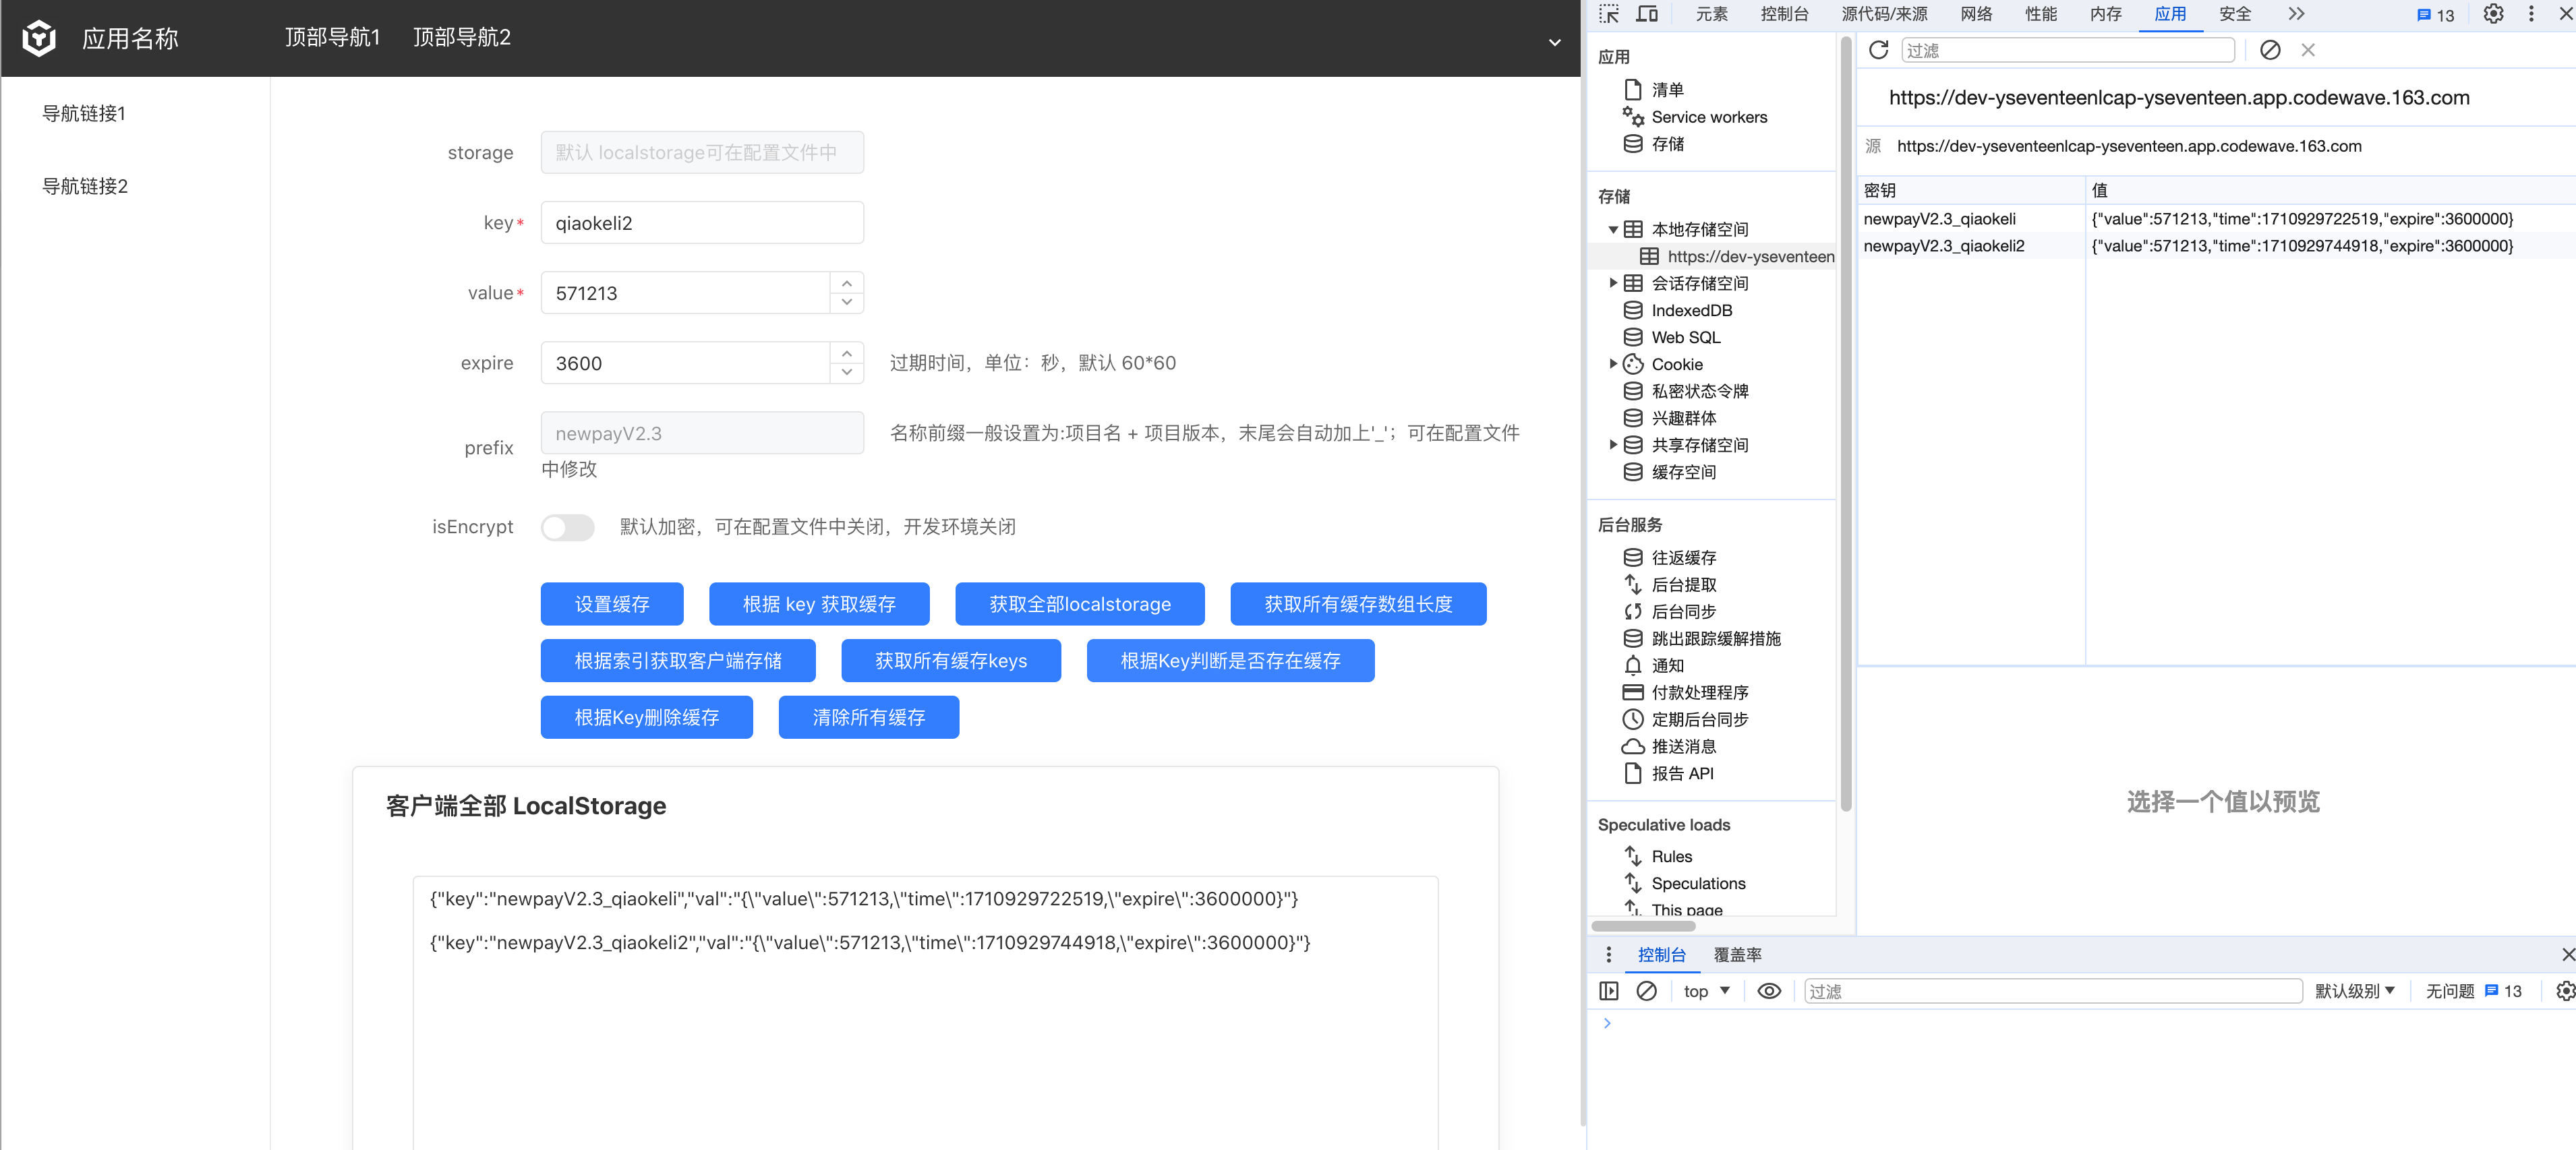 应用名称
顶部导航1
顶部导航2
导航链接1
导航链接2
storage
默认 localstorage可在配置文件中
key*
qiaokeli2
value*
571213
expire
3600
过期时间，单位：秒，默认 60*60
prefix
newpayV2.3
名称前缀一般设置为:项目名 + 项目版本，末尾会自动加上'_'；可在配置文件
中修改
isEncrypt
默认加密，可在配置文件中关闭，开发环境关闭
设置缓存
根据 key 获取缓存
获取全部localstorage
获取所有缓存数组长度
根据索引获取客户端存储
获取所有缓存keys
根据Key判断是否存在缓存
根据Key删除缓存
清除所有缓存
客户端全部 LocalStorage
{"key":"newpayV2.3_qiaokeli","val":"{\"value\":571213,\"time\":1710929722519,\"expire\":3600000}"}
{"key":"newpayV2.3_qiaokeli2","val":"{\"value\":571213,\"time\":1710929744918,\"expire\":3600000}"}
元素
控制台
源代码/来源
网络
性能
内存
应用
安全
13
应用
清单
Service workers
存储
存储
本地存储空间
https://dev-yseventeen
会话存储空间
IndexedDB
Web SQL
Cookie
私密状态令牌
兴趣群体
共享存储空间
缓存空间
后台服务
往返缓存
后台提取
后台同步
跳出跟踪缓解措施
通知
付款处理程序
定期后台同步
推送消息
报告 API
Speculative loads
Rules
Speculations
This page
过滤
https://dev-yseventeenlcap-yseventeen.app.codewave.163.com
源 https://dev-yseventeenlcap-yseventeen.app.codewave.163.com
密钥 值
newpayV2.3_qiaokeli {"value":571213,"time":1710929722519,"expire":3600000}
newpayV2.3_qiaokeli2 {"value":571213,"time":1710929744918,"expire":3600000}
选择一个值以预览
控制台
覆盖率
top
过滤
默认级别
无问题
13